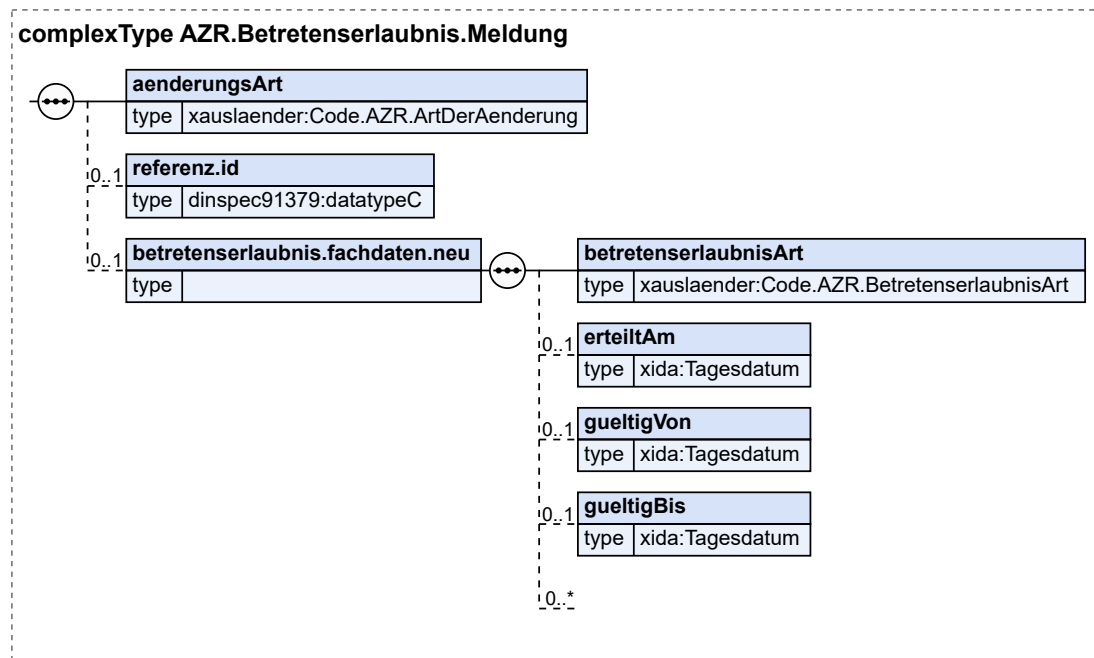 complexType AZR.Betretenserlaubnis.Meldung
aenderungsArt
type xauslaender:Code.AZR.ArtDerAenderung
0..1
referenz.id
type dinspec91379:datatypeC
0..1
betretenserlaubnis.fachdaten.neu
type
betretenserlaubnisArt
type xauslaender:Code.AZR.BetretenserlaubnisArt
0..1
erteiltAm
type xida:Tagesdatum
0..1
gueltigVon
type xida:Tagesdatum
0..1
gueltigBis
type xida:Tagesdatum
0..*